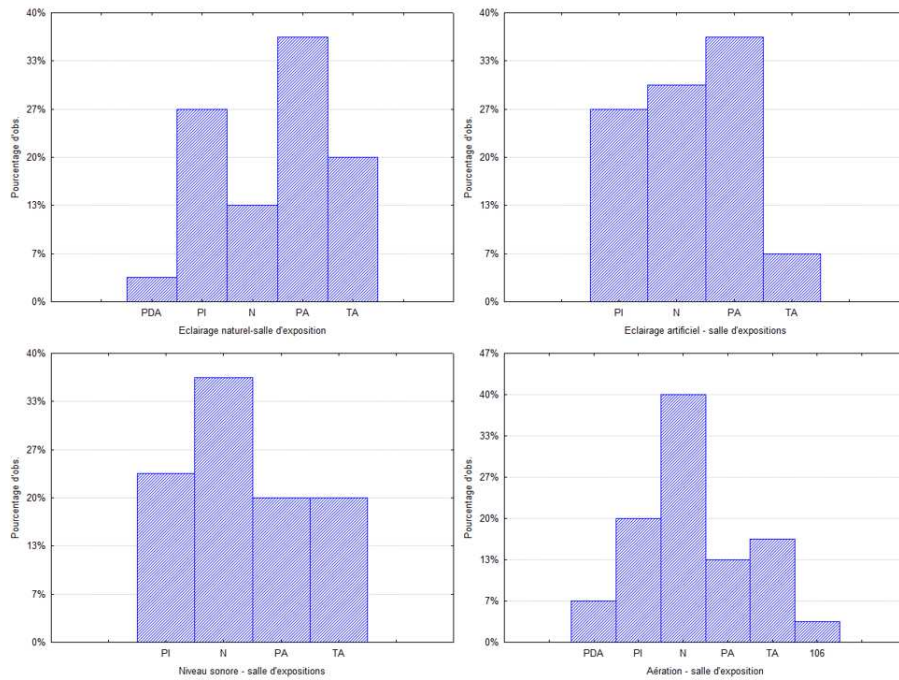 40%
33%
27%
20%
13%
7%
0%
Pourcentage d'obs.
PDA PI N PA TA
Eclairage naturel-salle d'exposition
40%
33%
27%
20%
13%
7%
0%
Pourcentage d'obs.
PI N PA TA
Eclairage artificiel - salle d'expositions
40%
33%
27%
20%
13%
7%
0%
Pourcentage d'obs.
PI N PA TA
Niveau sonore - salle d'expositions
47%
40%
33%
27%
20%
13%
7%
0%
Pourcentage d'obs.
PDA PI N PA TA 106
Aération - salle d'exposition